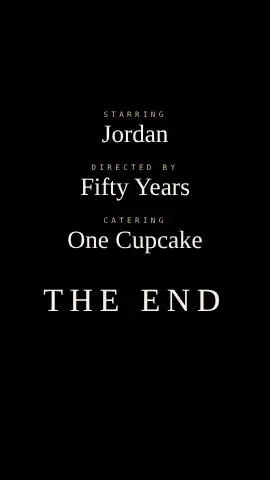 STARRING
Jordan
DIRECTED BY
Fifty Years
CATERING
One Cupcake
THE END